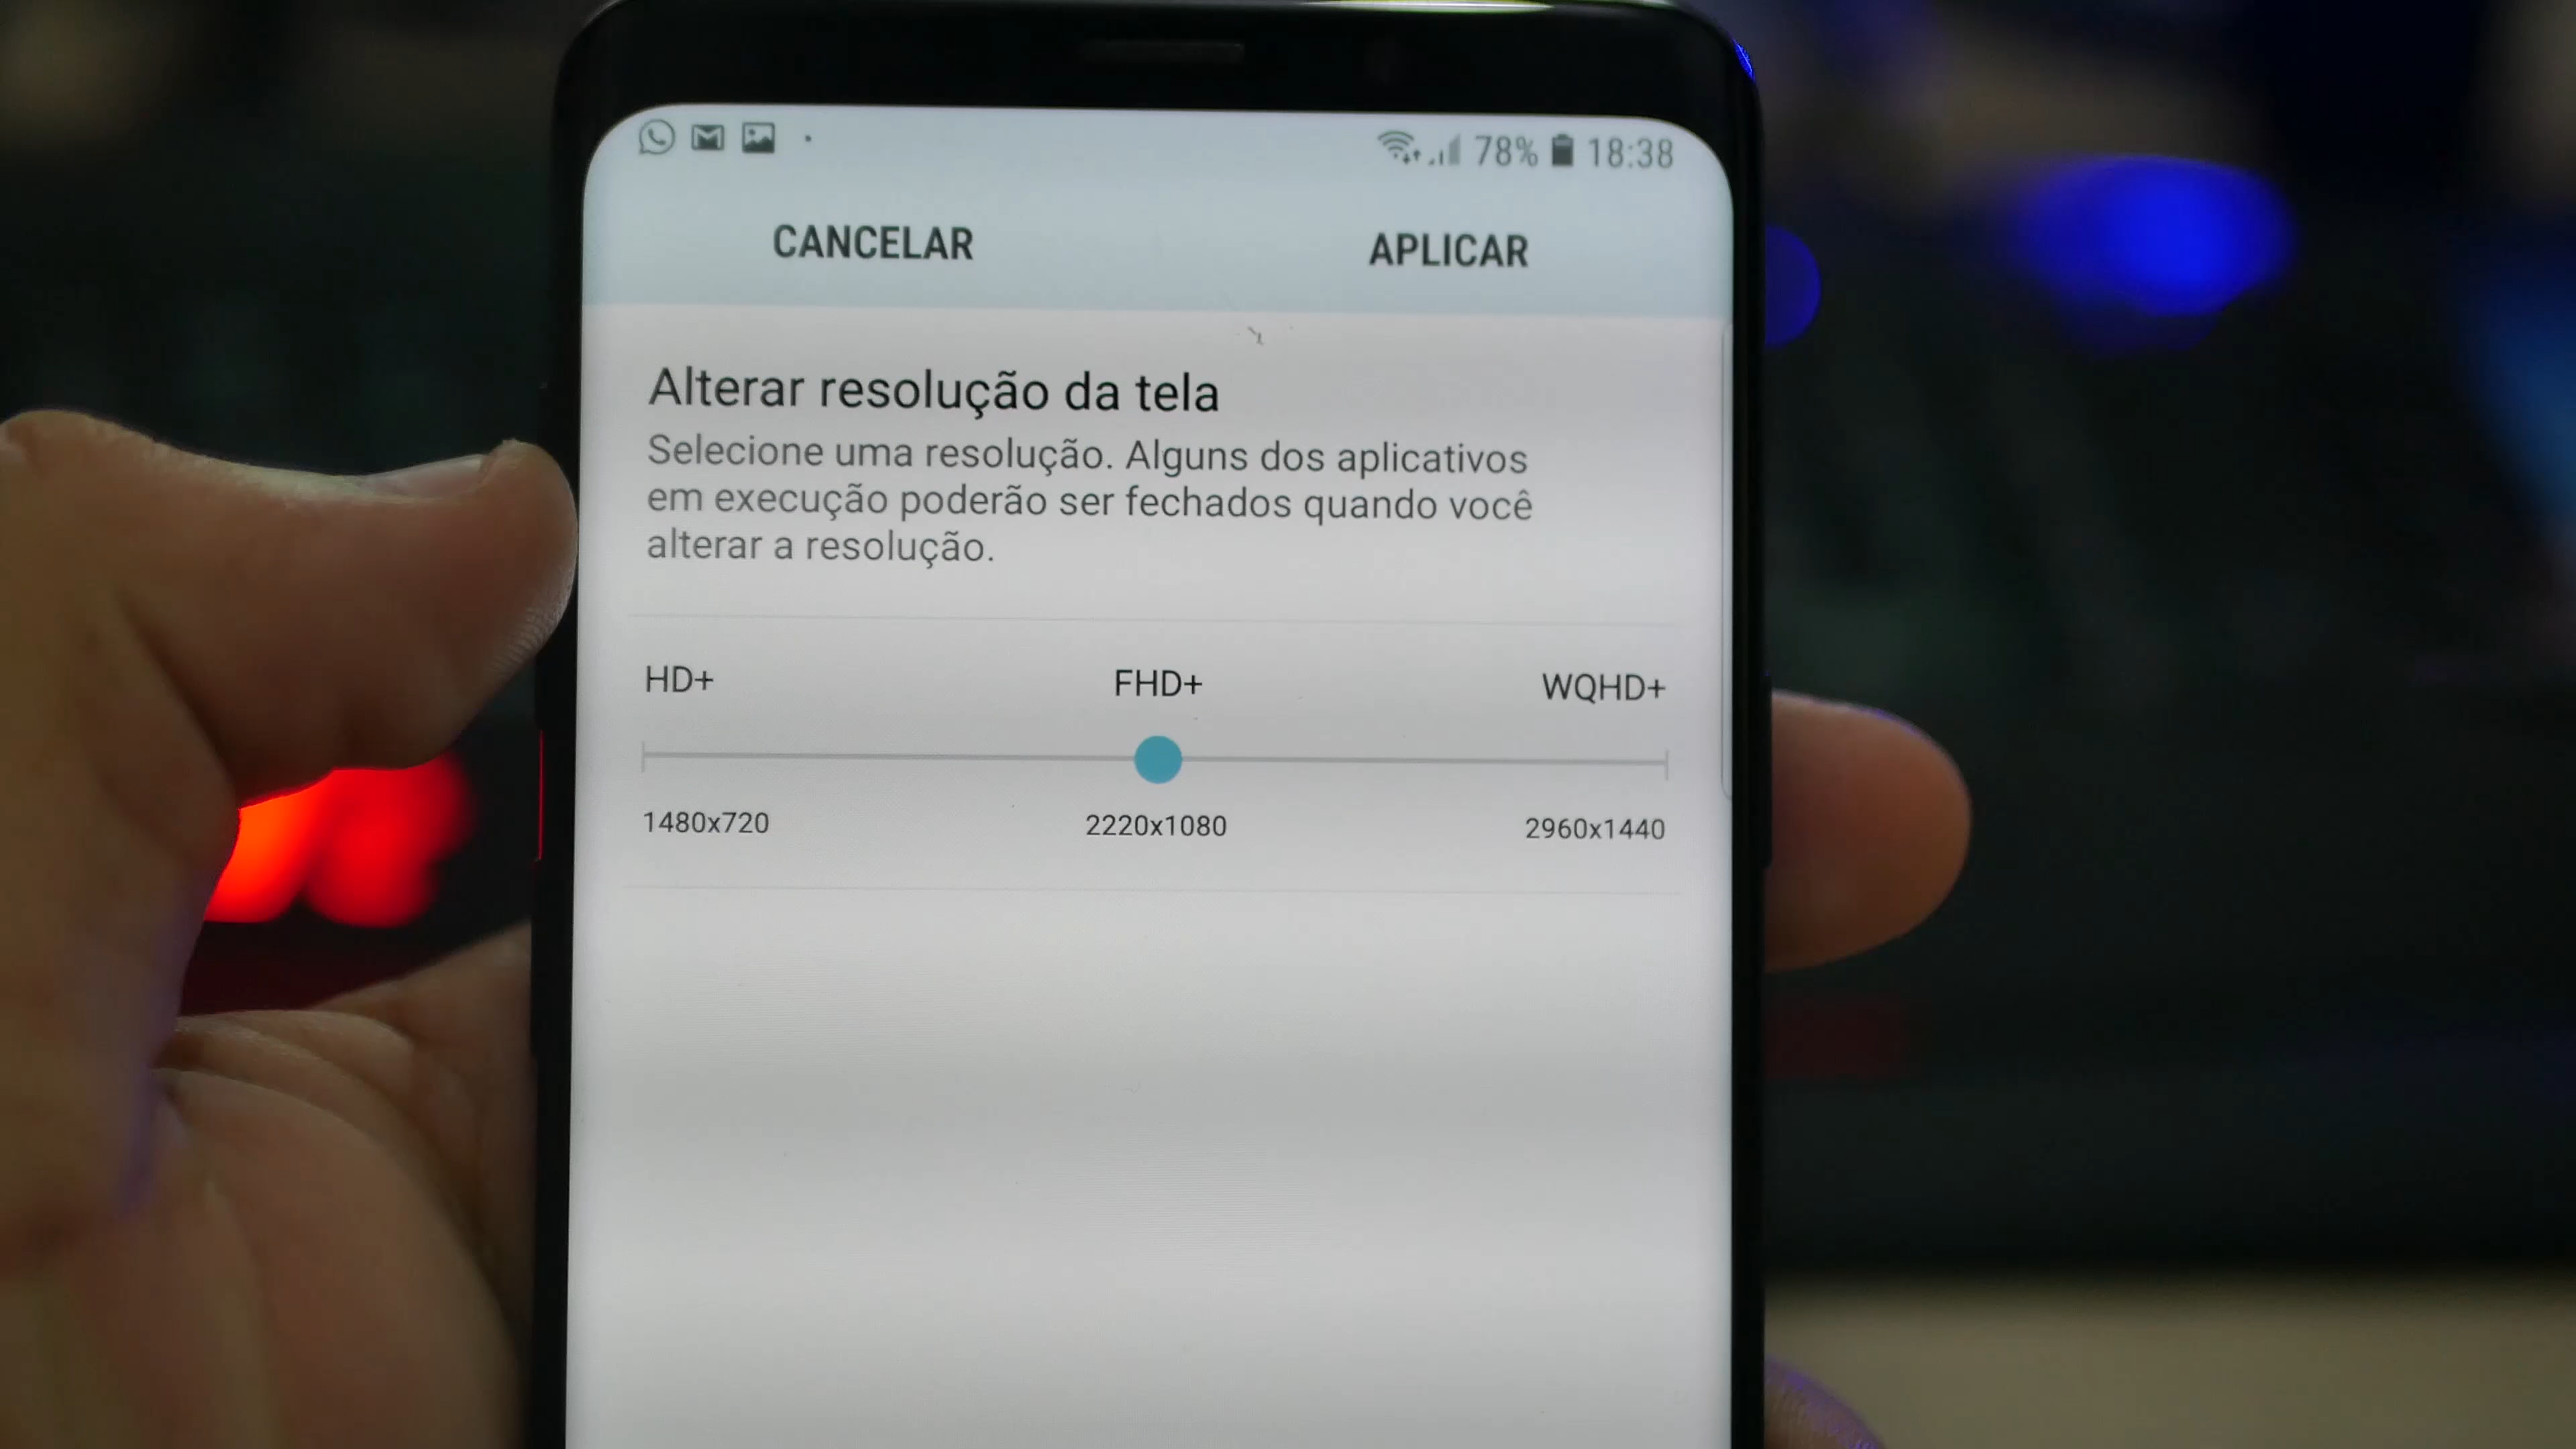 78% 18:38
CANCELAR APLICAR
Alterar resolução da tela
Selecione uma resolução. Alguns dos aplicativos
em execução poderão ser fechados quando você
alterar a resolução.
HD+ FHD+ WQHD+
1480x720 2220x1080 2960x1440